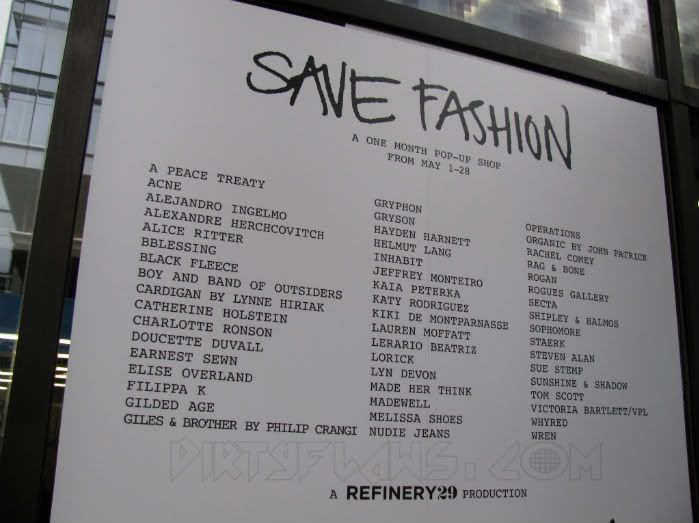 SAVE FASHION
A ONE MONTH POP-UP SHOP
FROM MAY 1-28
A PEACE TREATY
ACNE
ALEJANDRO INGELMO
ALEXANDRE HERCHCOVITCH
ALICE RITTER
BBLESSING
BLACK FLEECE
BOY AND BAND OF OUTSIDERS
CARDIGAN BY LYNNE HIRIAK
CATHERINE HOLSTEIN
CHARLOTTE RONSON
DOUCETTE DUVALL
EARNEST SEWN
ELISE OVERLAND
FILIPPA K
GILDED AGE
GILES & BROTHER BY PHILIP CRANGI
GRYPHON
GRYSON
HAYDEN HARNETT
HELMUT LANG
INHABIT
JEFFREY MONTEIRO
KAIA PETERKA
KATY RODRIGUEZ
KIKI DE MONTPARNASSE
LAUREN MOFFATT
LERARIO BEATRIZ
LORICK
LYN DEVON
MADE HER THINK
MADEWELL
MELISSA SHOES
NUDIE JEANS
OPERATIONS
ORGANIC BY JOHN PATRICK
RACHEL COMEY
RAG & BONE
ROGAN
ROGUES GALLERY
SECTA
SHIPLEY & HALMOS
SOPHOMORE
STAERK
STEVEN ALAN
SUE STEMP
SUNSHINE & SHADOW
TOM SCOTT
VICTORIA BARTLETT/VPL
WHYRED
WREN
DIRTYFLAWS.COM
A REFINERY29 PRODUCTION